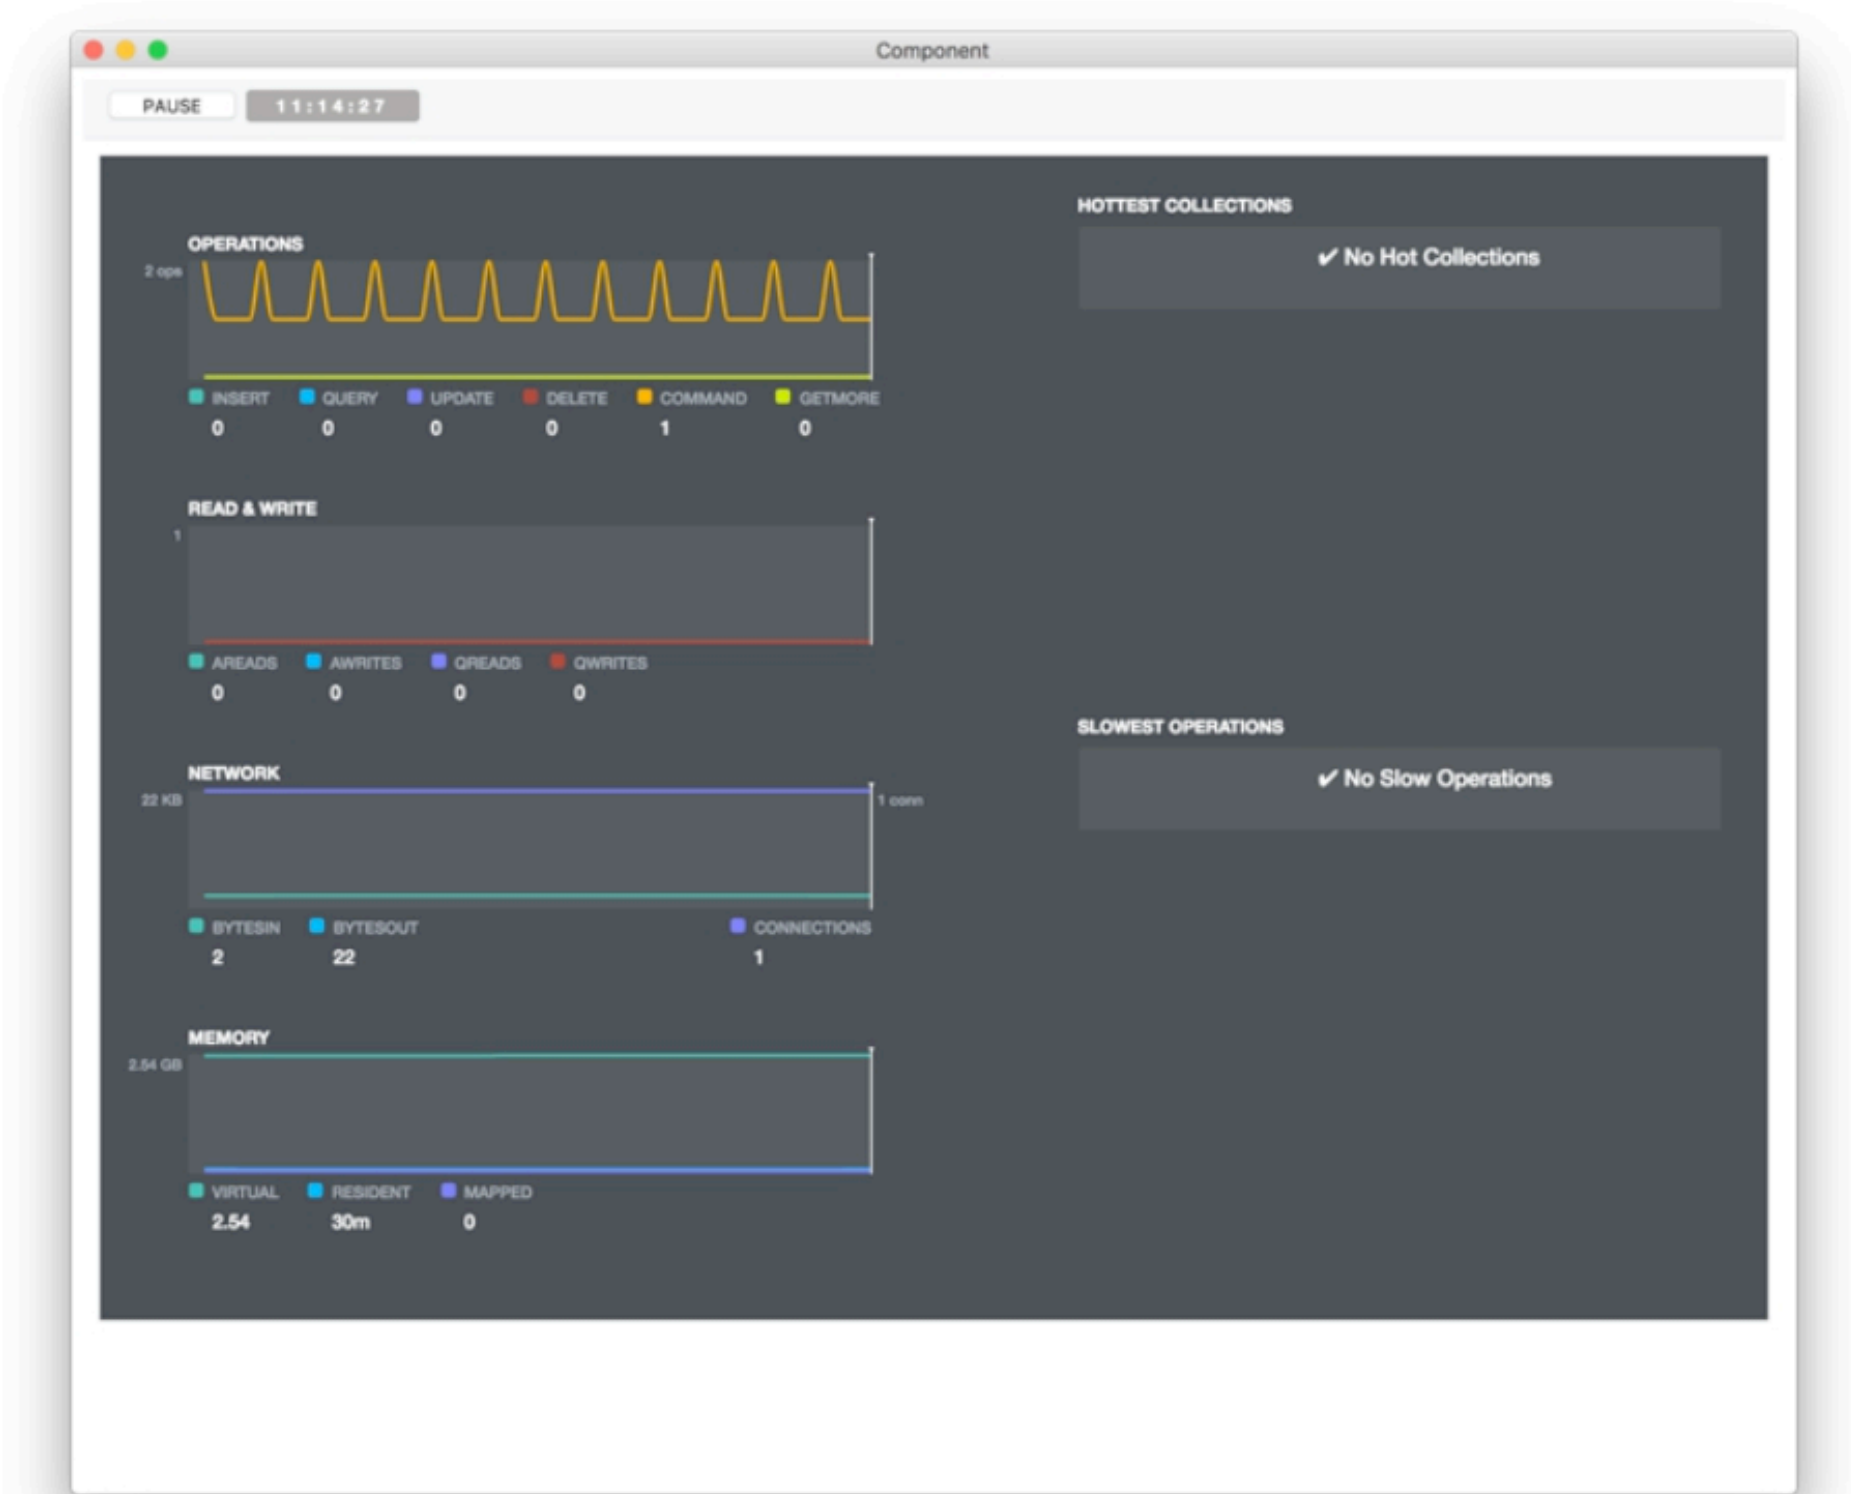 Component
PAUSE 11:14:27
OPERATIONS
2 ops
INSERT QUERY UPDATE DELETE COMMAND GETMORE
0 0 0 0 1 0
READ & WRITE
1
AREADS AWRITES QREADS QWRITES
0 0 0 0
NETWORK
22 KB 1 conn
BYTESIN BYTESOUT CONNECTIONS
2 22 1
MEMORY
2.54 GB
VIRTUAL RESIDENT MAPPED
2.54 30m 0
HOTTEST COLLECTIONS
✔ No Hot Collections
SLOWEST OPERATIONS
✔ No Slow Operations